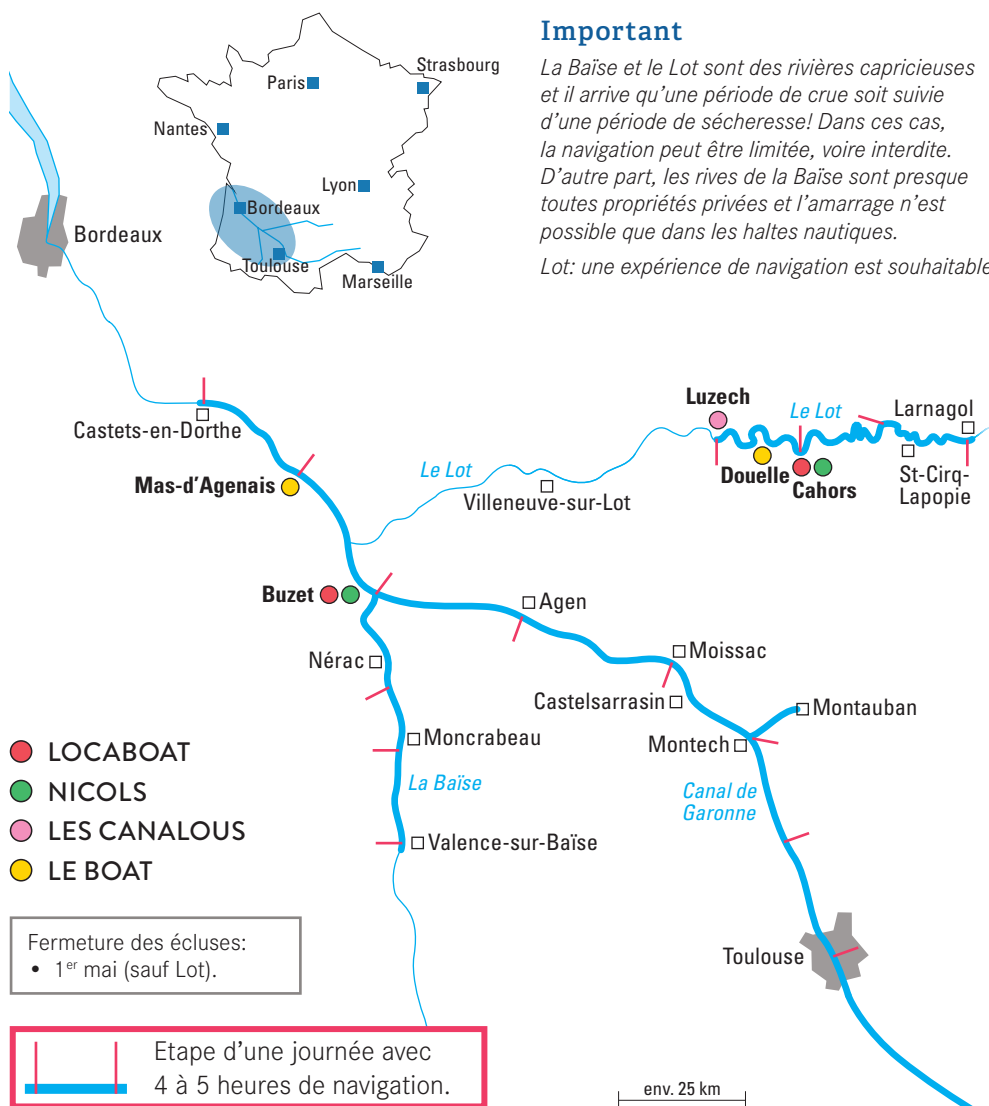 Important
La Baïse et le Lot sont des rivières capricieuses
et il arrive qu'une période de crue soit suivie
d'une période de sécheresse! Dans ces cas,
la navigation peut être limitée, voire interdite.
D'autre part, les rives de la Baïse sont presque
toutes propriétés privées et l'amarrage n'est
possible que dans les haltes nautiques.
Lot: une expérience de navigation est souhaitable
Paris
Strasbourg
Nantes
Lyon
Bordeaux
Toulouse
Marseille
Bordeaux
Castets-en-Dorthe
Mas-d'Agenais
Luzech
Le Lot
Larnagol
Douelle
Cahors
St-Cirq-
Lapopie
Le Lot
Villeneuve-sur-Lot
Buzet
Agen
Nérac
Moissac
Castelsarrasin
Montauban
Montech
Moncrabeau
La Baïse
Canal de
Garonne
Valence-sur-Baïse
Toulouse
LOCABOAT
NICOLS
LES CANALOUS
LE BOAT
Fermeture des écluses:
• 1er mai (sauf Lot).
Etape d'une journée avec
4 à 5 heures de navigation.
env. 25 km